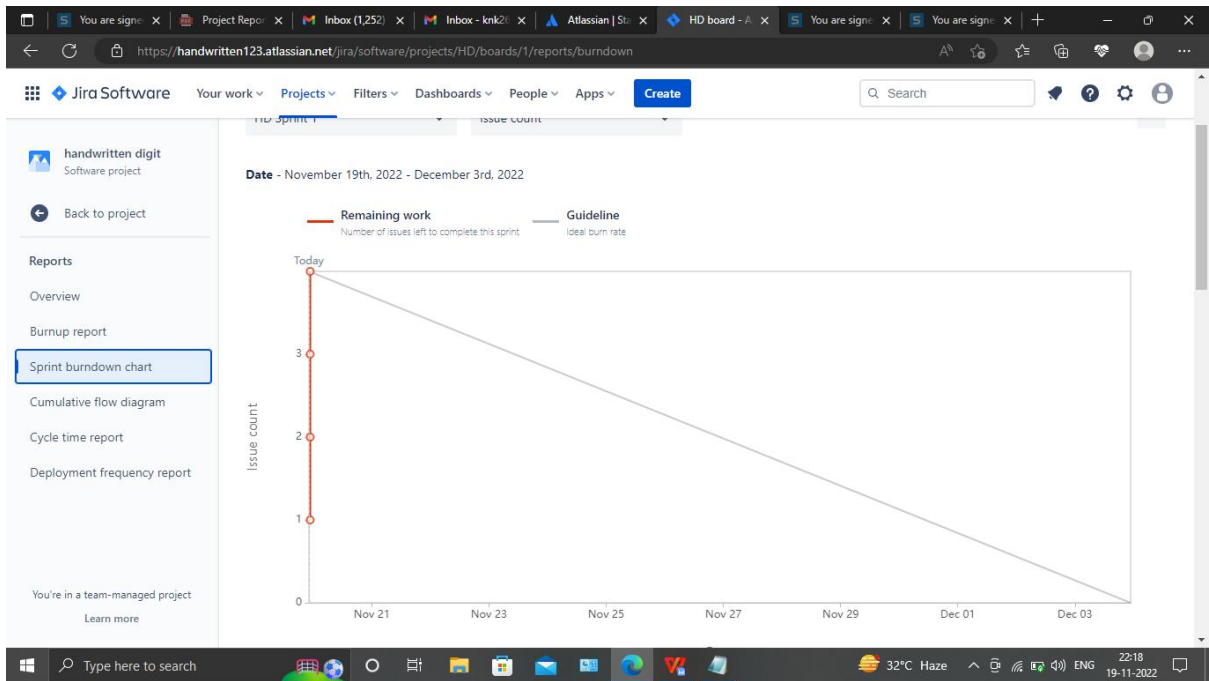 You are signe
Project Repor
Inbox (1,252)
Inbox - knk26
Atlassian | Sta
HD board - A
You are signe
You are signe
https://handwritten123.atlassian.net/jira/software/projects/HD/boards/1/reports/burndown
Jira Software Your work Projects Filters Dashboards People Apps Create Search
HD Sprint 1 Issue count
handwritten digit
Software project
Back to project
Reports
Overview
Burnup report
Sprint burndown chart
Cumulative flow diagram
Cycle time report
Deployment frequency report
You're in a team-managed project
Learn more
Date - November 19th, 2022 - December 3rd, 2022
Remaining work
Number of issues left to complete this sprint
Guideline
Ideal burn rate
Today
3
2
1
0
Issue count
Nov 21 Nov 23 Nov 25 Nov 27 Nov 29 Dec 01 Dec 03
Type here to search
32°C Haze
ENG
22:18
19-11-2022